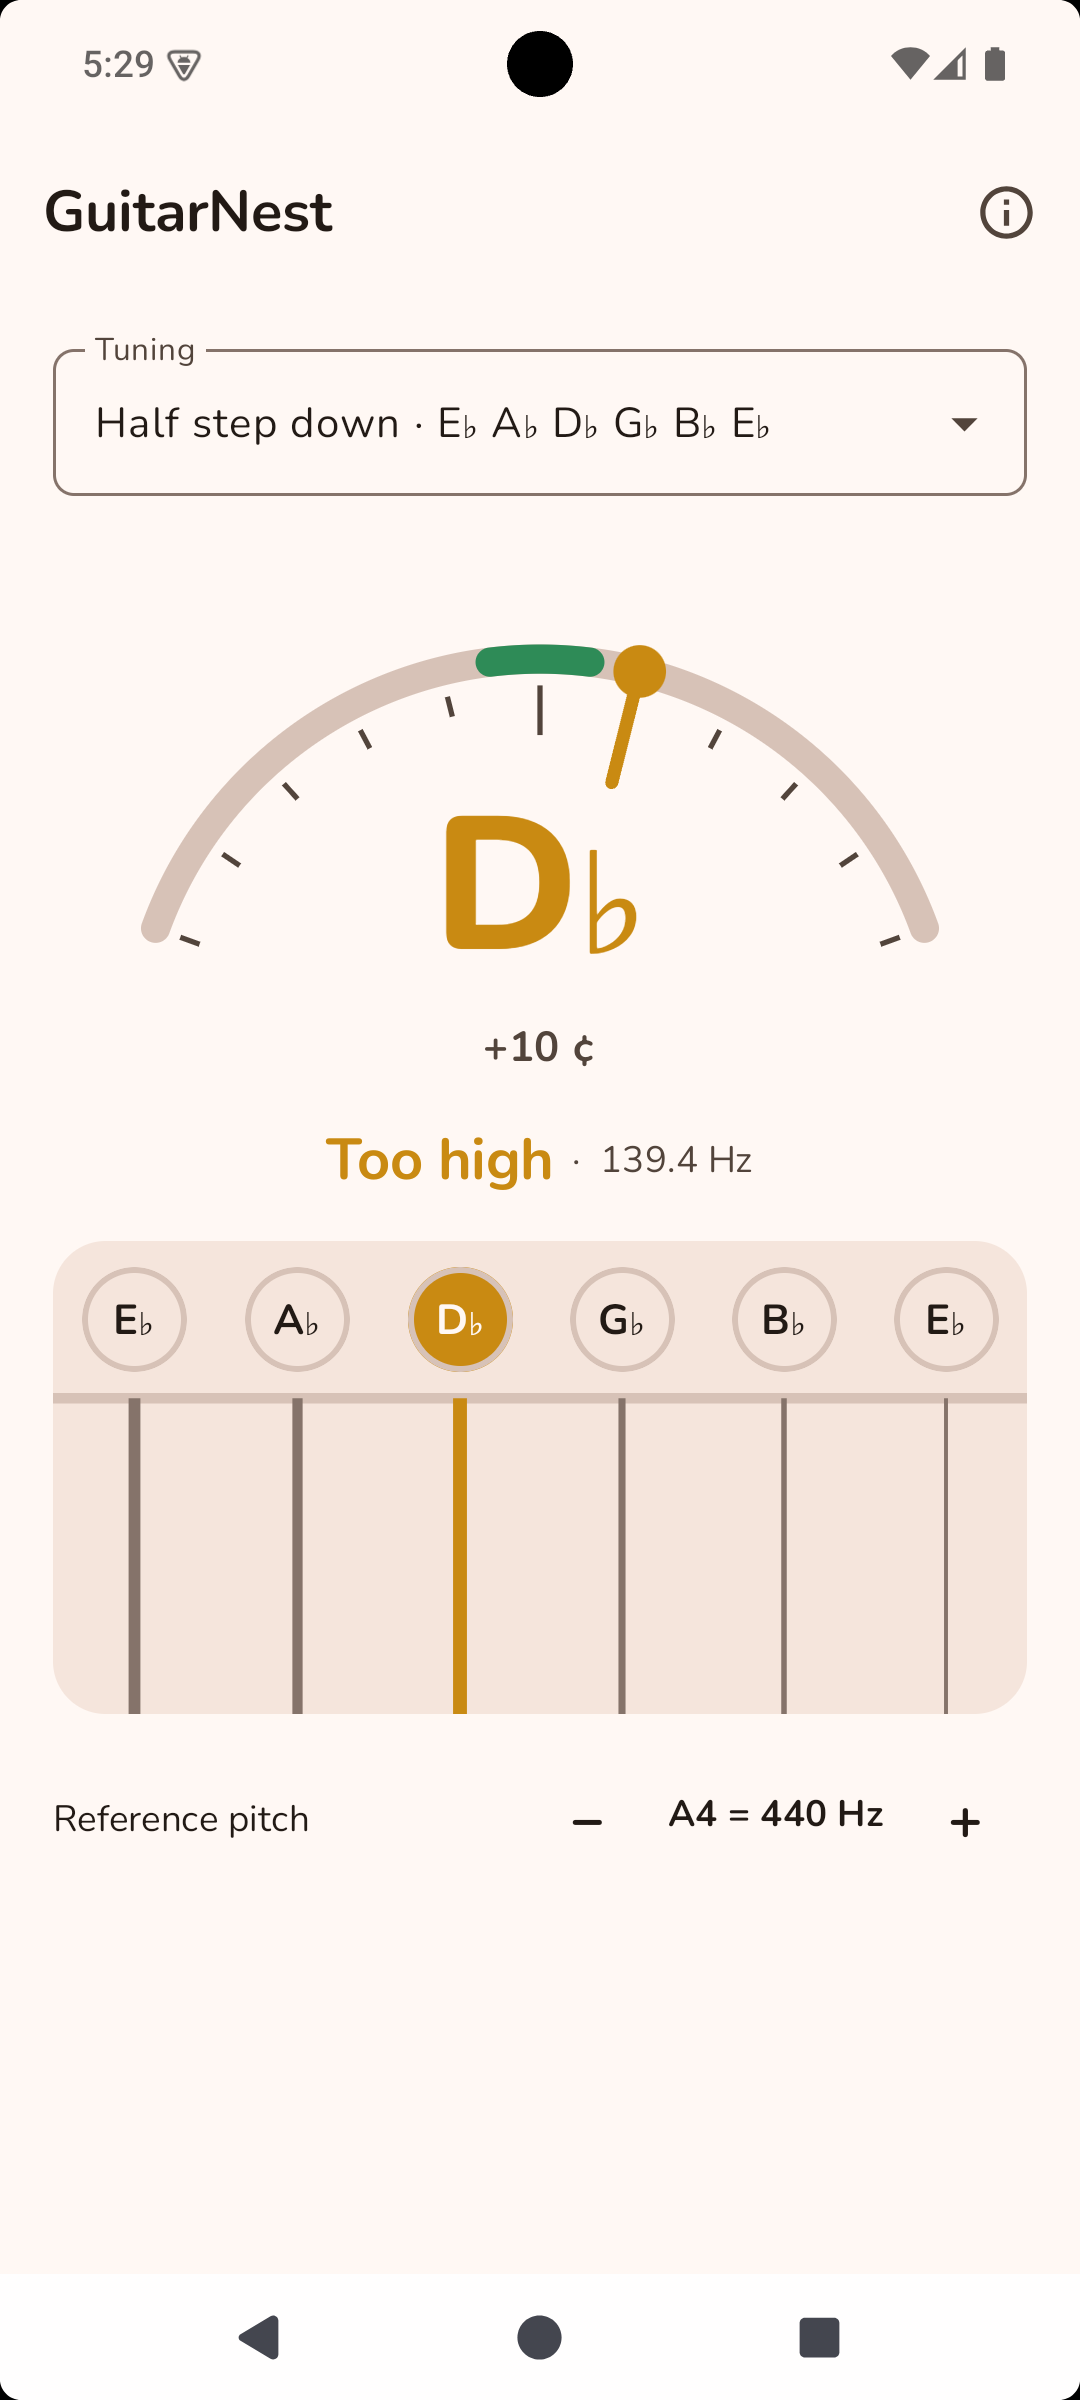 5:29
GuitarNest
Tuning
Half step down · E♭ A♭ D♭ G♭ B♭ E♭
D♭
+10 ¢
Too high · 139.4 Hz
E♭ A♭ D♭ G♭ B♭ E♭
Reference pitch − A4 = 440 Hz +